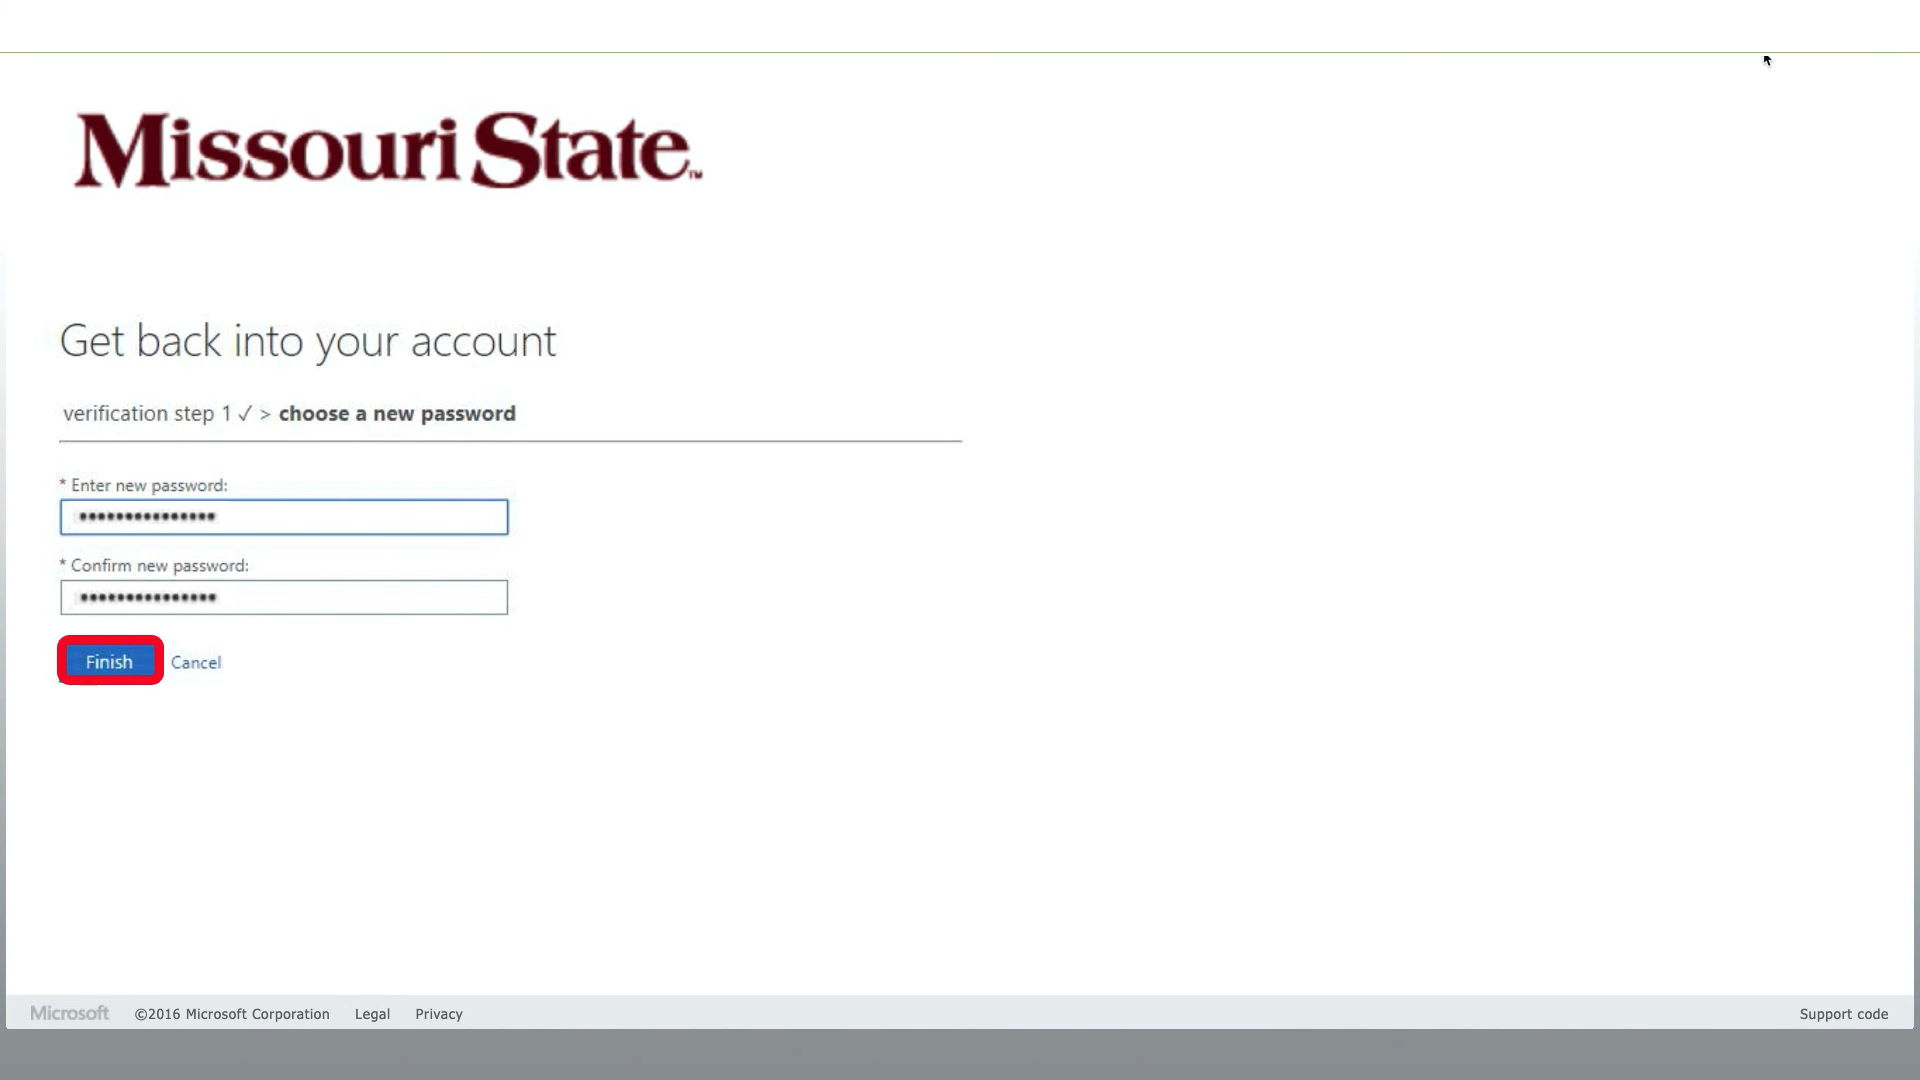 Missouri State™
Get back into your account
verification step 1 ✓ > choose a new password
* Enter new password:
•••••••••••••••
* Confirm new password:
•••••••••••••••
Finish Cancel
Microsoft ©2016 Microsoft Corporation Legal Privacy Support code